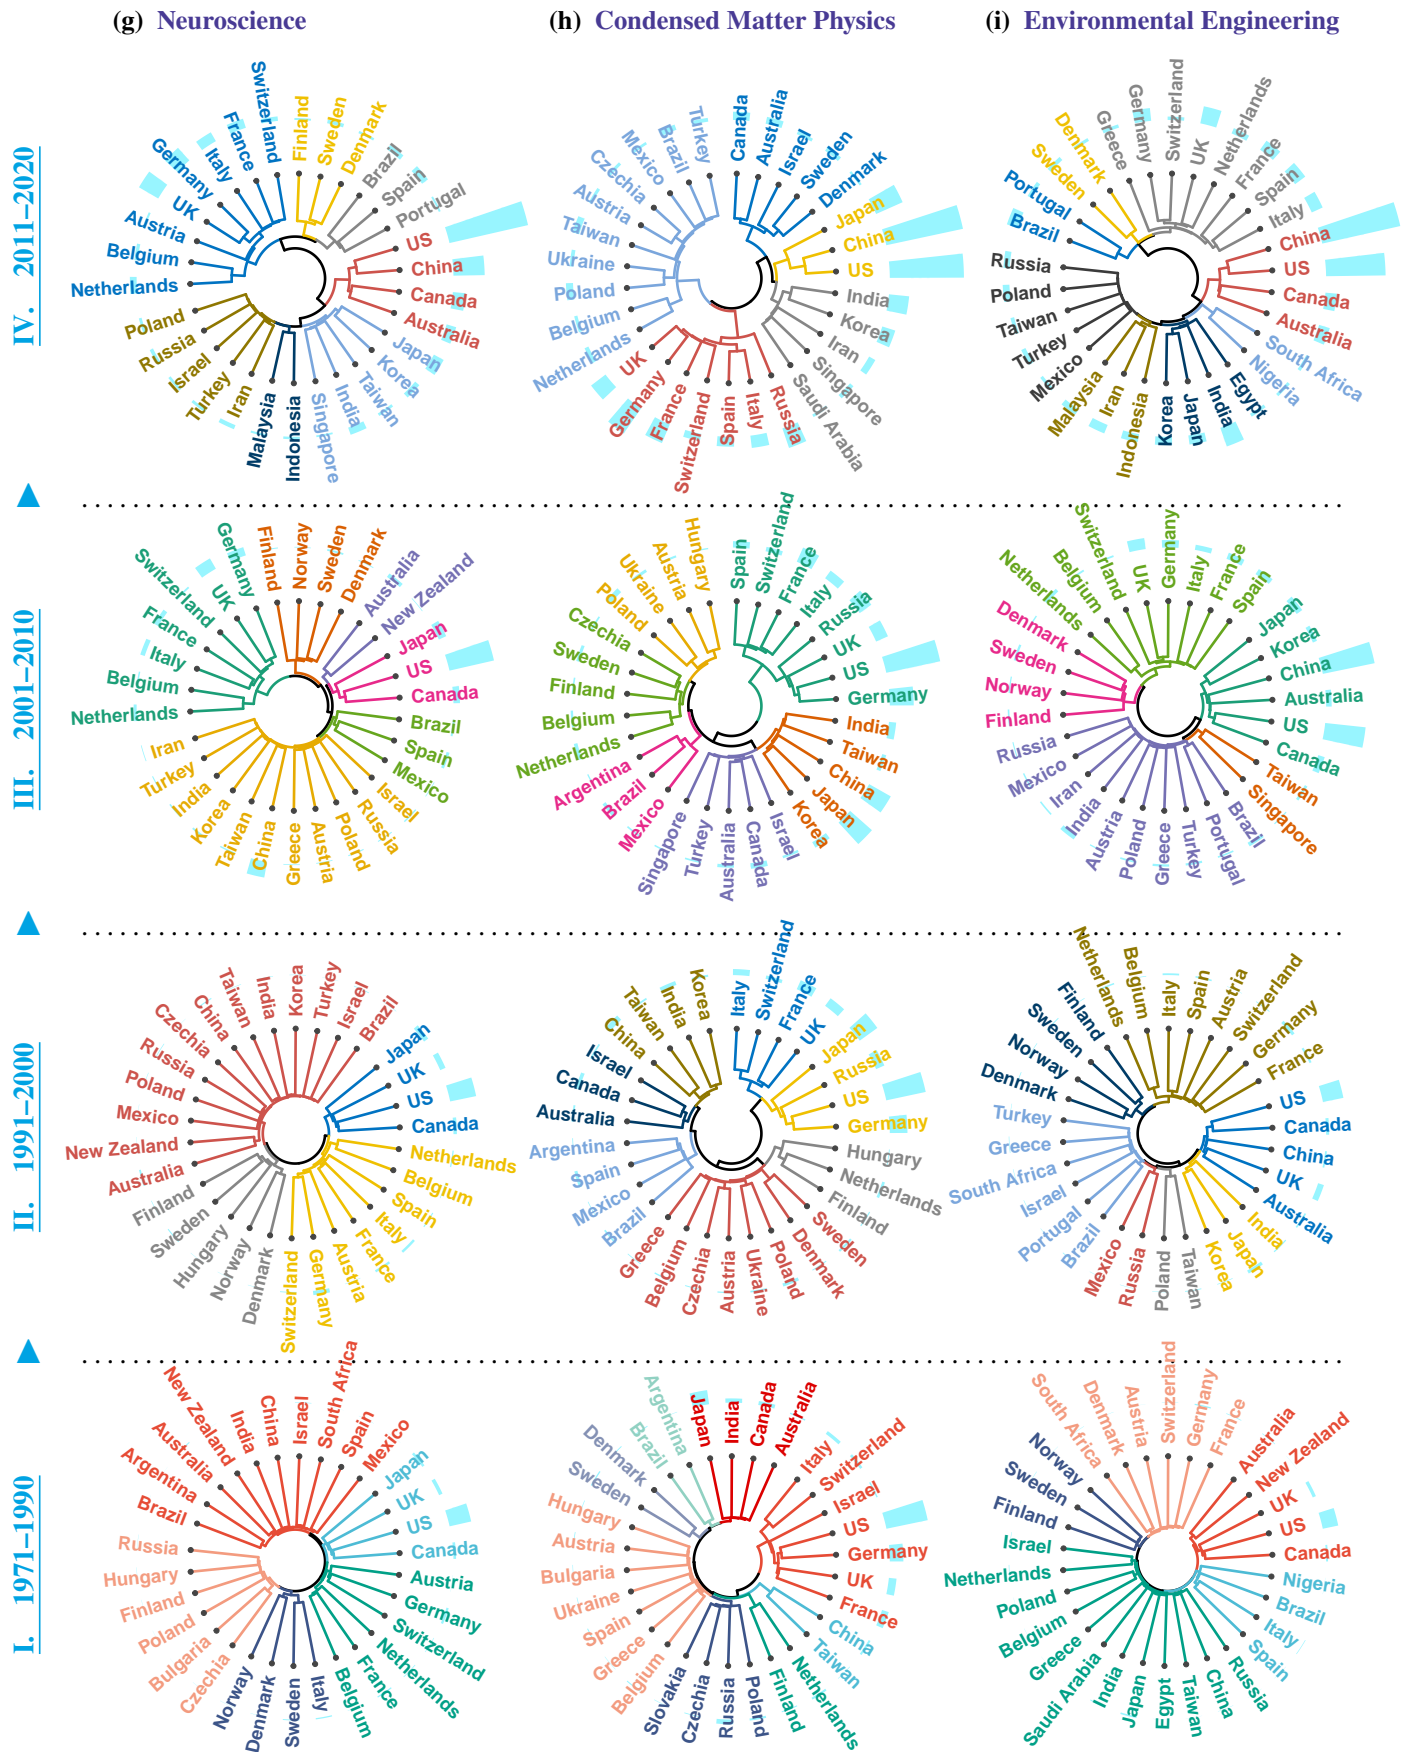 (g) Neuroscience
(h) Condensed Matter Physics
(i) Environmental Engineering
IV. 2011–2020
Switzerland
France
Italy
Germany
UK
Austria
Belgium
Netherlands
Finland
Sweden
Denmark
Brazil
Spain
Portugal
US
China
Canada
Australia
Japan
Korea
Taiwan
India
Singapore
Indonesia
Malaysia
Iran
Turkey
Israel
Russia
Poland
Canada
Australia
Israel
Sweden
Denmark
Japan
China
US
India
Korea
Iran
Singapore
Saudi Arabia
Russia
Italy
Spain
Switzerland
France
Germany
UK
Netherlands
Belgium
Poland
Ukraine
Taiwan
Austria
Czechia
Mexico
Brazil
Turkey
Switzerland
UK
Netherlands
France
Spain
Italy
China
US
Canada
Australia
South Africa
Nigeria
Egypt
India
Japan
Korea
Indonesia
Iran
Malaysia
Mexico
Turkey
Taiwan
Poland
Russia
Brazil
Portugal
Sweden
Denmark
Greece
Germany
III. 2001–2010
Finland
Norway
Sweden
Denmark
Australia
New Zealand
Japan
US
Canada
Brazil
Spain
Mexico
Israel
Russia
Poland
Austria
Greece
China
Taiwan
Korea
India
Turkey
Iran
Netherlands
Belgium
Italy
France
Switzerland
UK
Germany
Spain
Switzerland
France
Italy
Russia
UK
US
Germany
India
Taiwan
China
Japan
Korea
Israel
Canada
Australia
Turkey
Singapore
Mexico
Brazil
Argentina
Netherlands
Belgium
Finland
Sweden
Czechia
Poland
Ukraine
Austria
Hungary
Germany
Italy
France
Spain
Japan
Korea
China
Australia
US
Canada
Taiwan
Singapore
Brazil
Portugal
Turkey
Greece
Poland
Austria
India
Iran
Mexico
Russia
Finland
Norway
Sweden
Denmark
Netherlands
Belgium
Switzerland
UK
II. 1991–2000
Korea
Turkey
Israel
Brazil
Japan
UK
US
Canada
Netherlands
Belgium
Spain
Italy
France
Austria
Germany
Switzerland
Denmark
Norway
Hungary
Sweden
Finland
Australia
New Zealand
Mexico
Poland
Russia
Czechia
China
Taiwan
India
Italy
Switzerland
France
UK
Japan
Russia
US
Germany
Hungary
Netherlands
Finland
Sweden
Denmark
Poland
Ukraine
Austria
Czechia
Belgium
Greece
Brazil
Mexico
Spain
Argentina
Australia
Canada
Israel
China
Taiwan
India
Korea
Italy
Spain
Austria
Switzerland
Germany
France
US
Canada
China
UK
Australia
India
Japan
Korea
Taiwan
Poland
Russia
Mexico
Brazil
Portugal
Israel
South Africa
Greece
Turkey
Denmark
Norway
Sweden
Finland
Netherlands
Belgium
I. 1971–1990
Israel
South Africa
Spain
Mexico
Japan
UK
US
Canada
Austria
Germany
Switzerland
Netherlands
France
Belgium
Italy
Sweden
Denmark
Norway
Czechia
Bulgaria
Poland
Finland
Hungary
Russia
Brazil
Argentina
Australia
New Zealand
India
China
India
Canada
Australia
Italy
Switzerland
Israel
US
Germany
UK
France
China
Taiwan
Netherlands
Finland
Poland
Russia
Czechia
Slovakia
Belgium
Greece
Spain
Ukraine
Bulgaria
Austria
Hungary
Sweden
Denmark
Brazil
Argentina
Japan
Switzerland
Germany
France
Australia
New Zealand
UK
US
Canada
Nigeria
Brazil
Italy
Spain
Russia
China
Taiwan
Egypt
Japan
India
Saudi Arabia
Greece
Belgium
Poland
Netherlands
Israel
Finland
Sweden
Norway
South Africa
Denmark
Austria